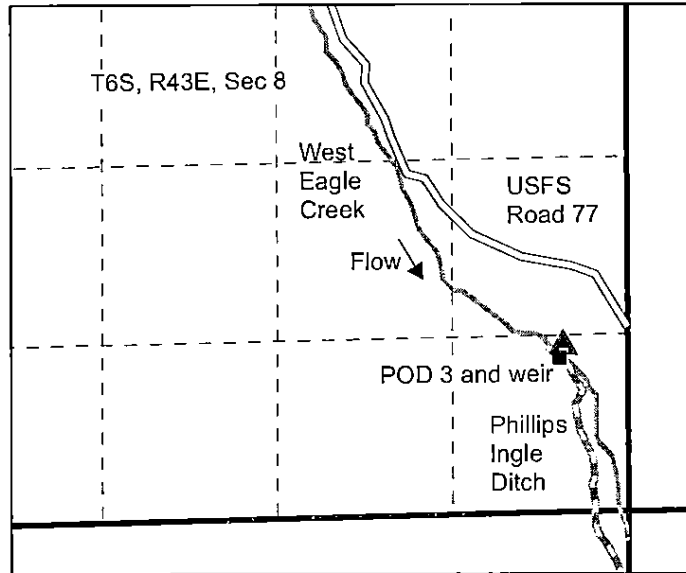 T6S, R43E, Sec 8
West
Eagle
Creek
USFS
Road 77
Flow
POD 3 and weir
Phillips
Ingle
Ditch